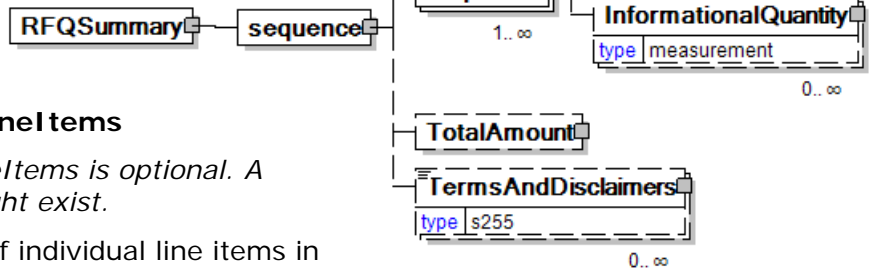 InformationalQuantity
RFQSummary
sequence
1.. ∞
type measurement
0.. ∞
neItems
TotalAmount
eItems is optional. A
ht exist.
TermsAndDisclaimers
type s255
f individual line items in
0.. ∞